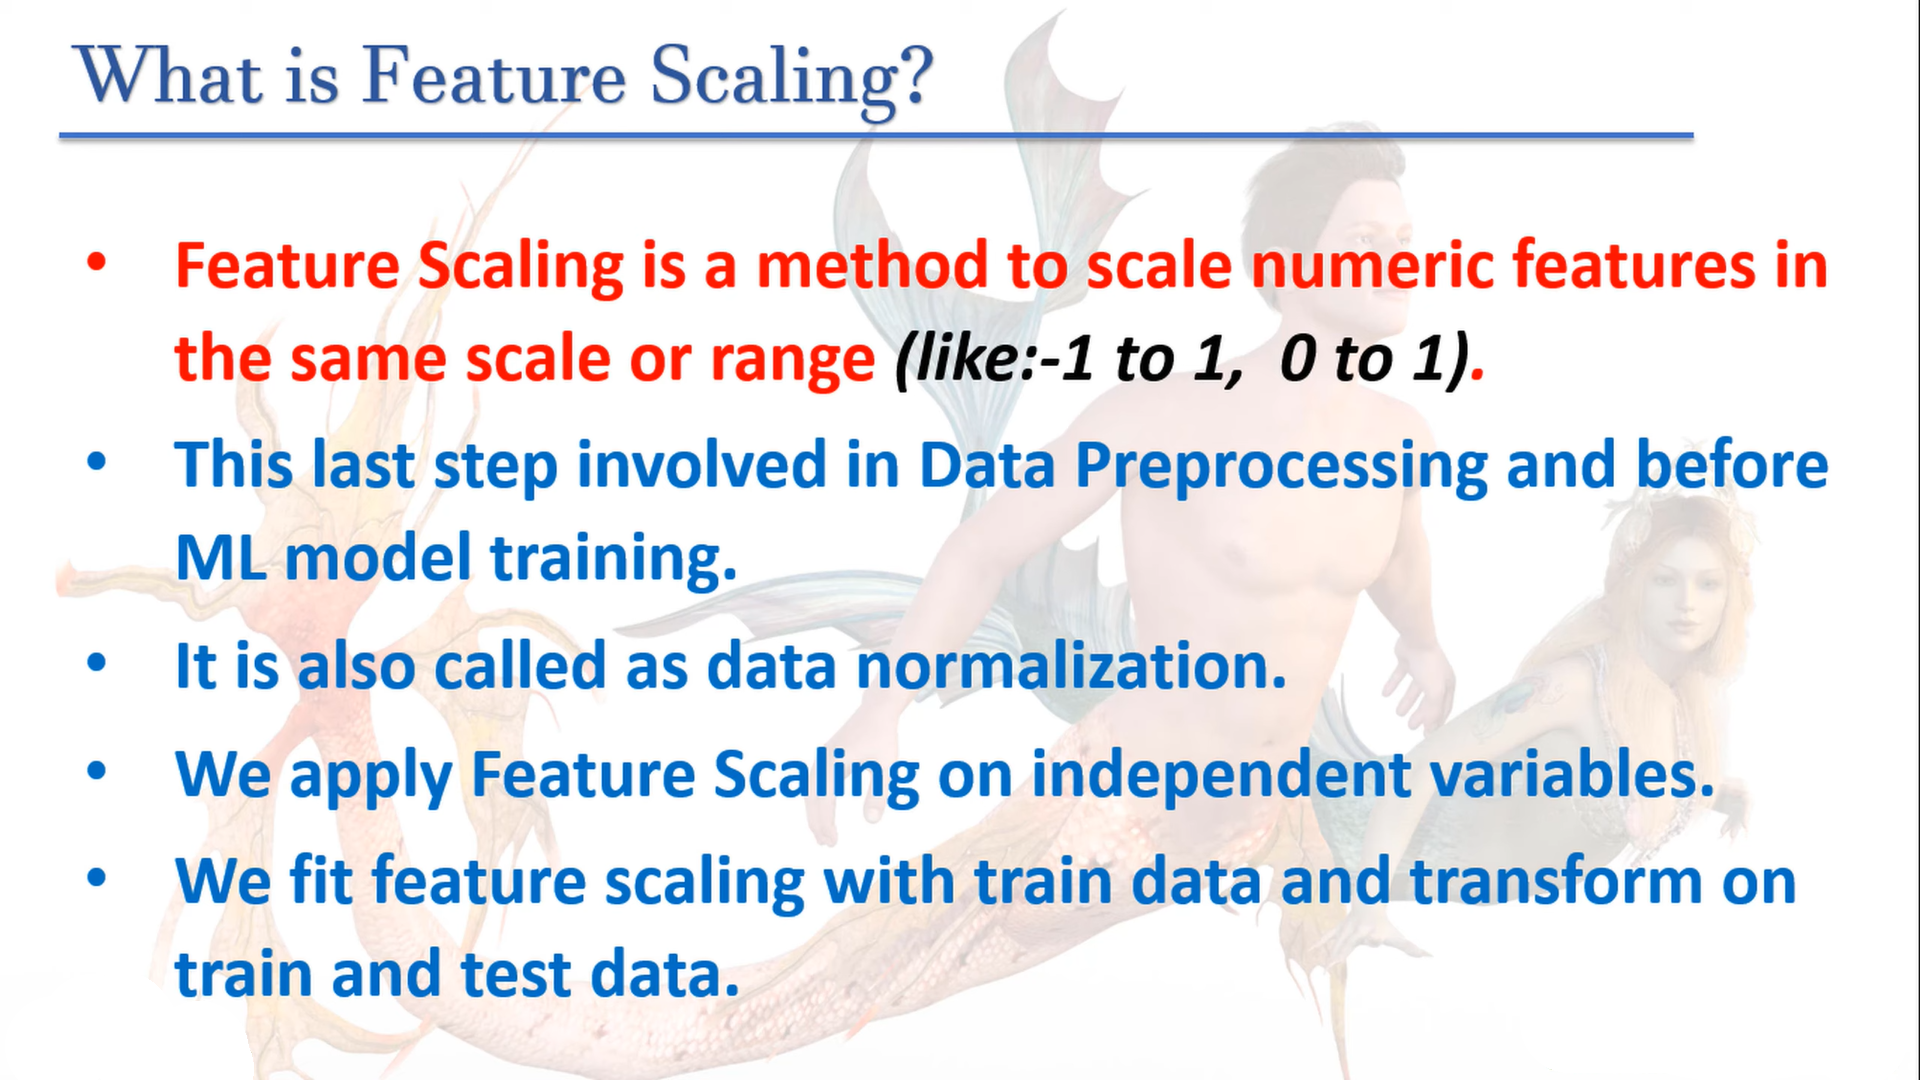 What is Feature Scaling?
• Feature Scaling is a method to scale numeric features in
the same scale or range (like:-1 to 1,  0 to 1).
• This last step involved in Data Preprocessing and before
ML model training.
• It is also called as data normalization.
• We apply Feature Scaling on independent variables.
• We fit feature scaling with train data and transform on
train and test data.